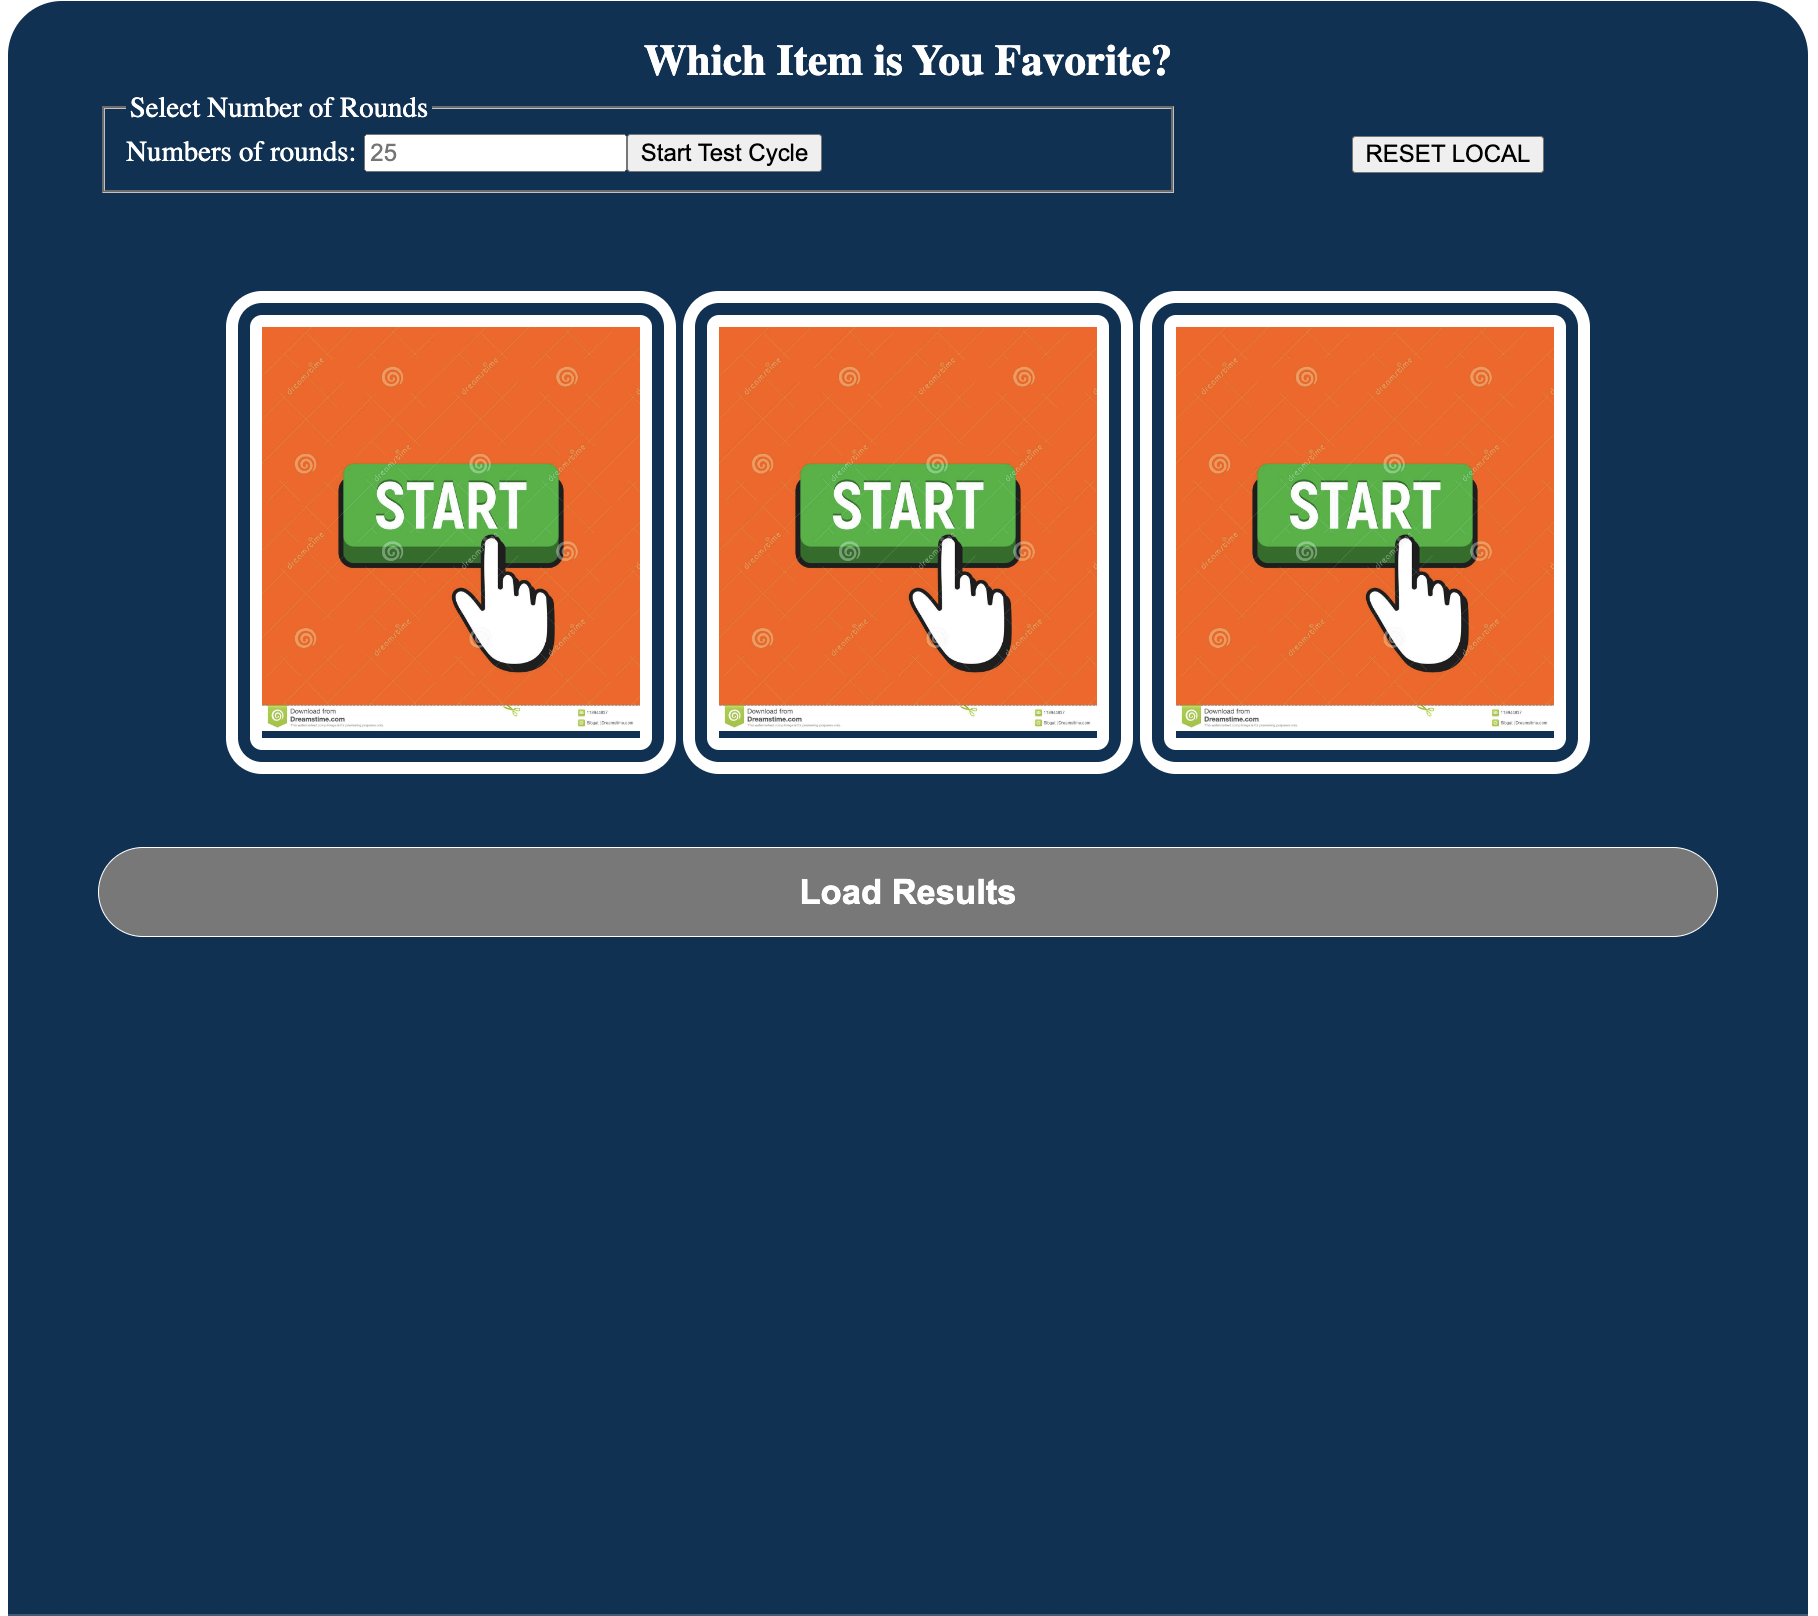 Which Item is You Favorite?
Select Number of Rounds
Numbers of rounds: 25 Start Test Cycle
RESET LOCAL
START START START
Download from
Dreamstime.com
Download from
Dreamstime.com
Download from
Dreamstime.com
Load Results